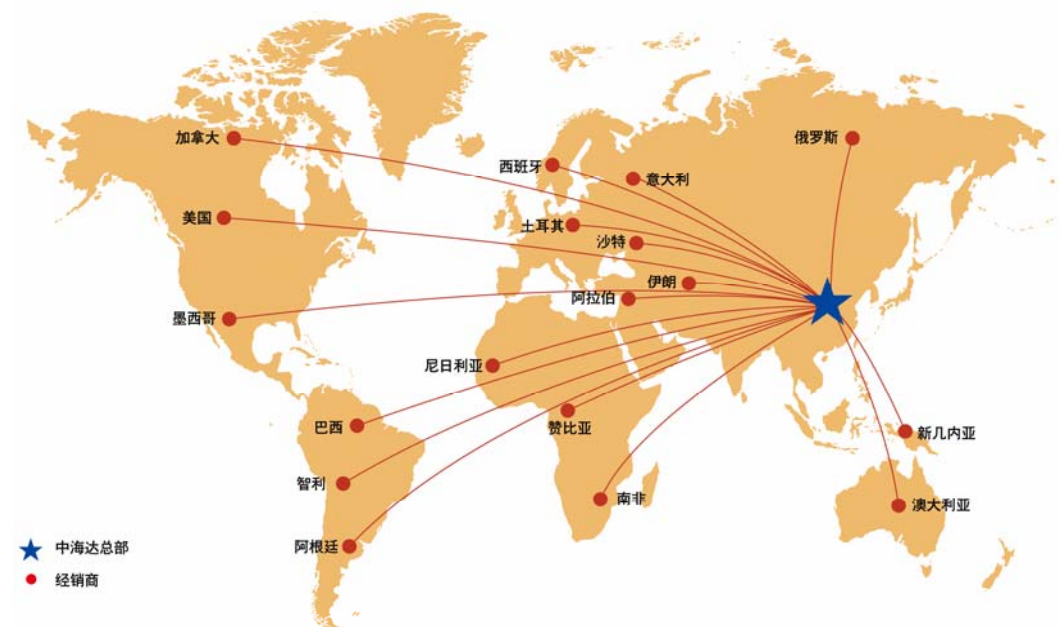 加拿大
俄罗斯
西班牙
意大利
美国
土耳其
沙特
伊朗
阿拉伯
墨西哥
尼日利亚
巴西
赞比亚
新几内亚
智利
南非
澳大利亚
阿根廷
中海达总部
经销商